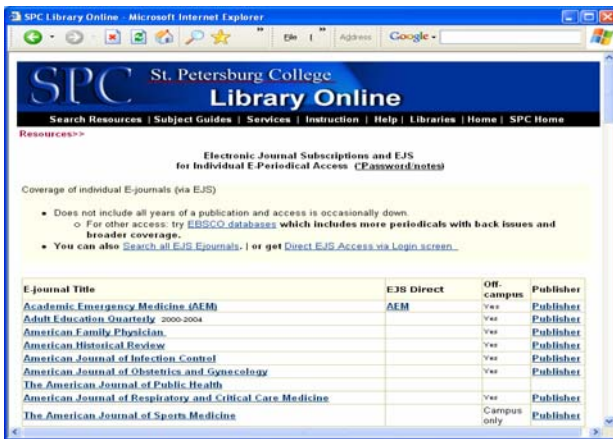 SPC Library Online - Microsoft Internet Explorer
File
Address
Google
SPC St. Petersburg College
Library Online
Search Resources | Subject Guides | Services | Instruction | Help | Libraries | Home | SPC Home
Resources>>
Electronic Journal Subscriptions and EJS
for Individual E-Periodical Access (*Password/notes)
Coverage of individual E-journals (via EJS)
Does not include all years of a publication and access is occasionally down.
For other access: try EBSCO databases which includes more periodicals with back issues and
broader coverage.
You can also Search all EJS Ejournals. | or get Direct EJS Access via Login screen.
E-journal Title EJS Direct Off-campus Publisher
Academic Emergency Medicine (AEM) AEM Yes Publisher
Adult Education Quarterly 2000-2004 Yes Publisher
American Family Physician Yes Publisher
American Historical Review Yes Publisher
American Journal of Infection Control Yes Publisher
American Journal of Obstetrics and Gynecology Yes Publisher
The American Journal of Public Health
American Journal of Respiratory and Critical Care Medicine Yes Publisher
The American Journal of Sports Medicine Campus only Publisher